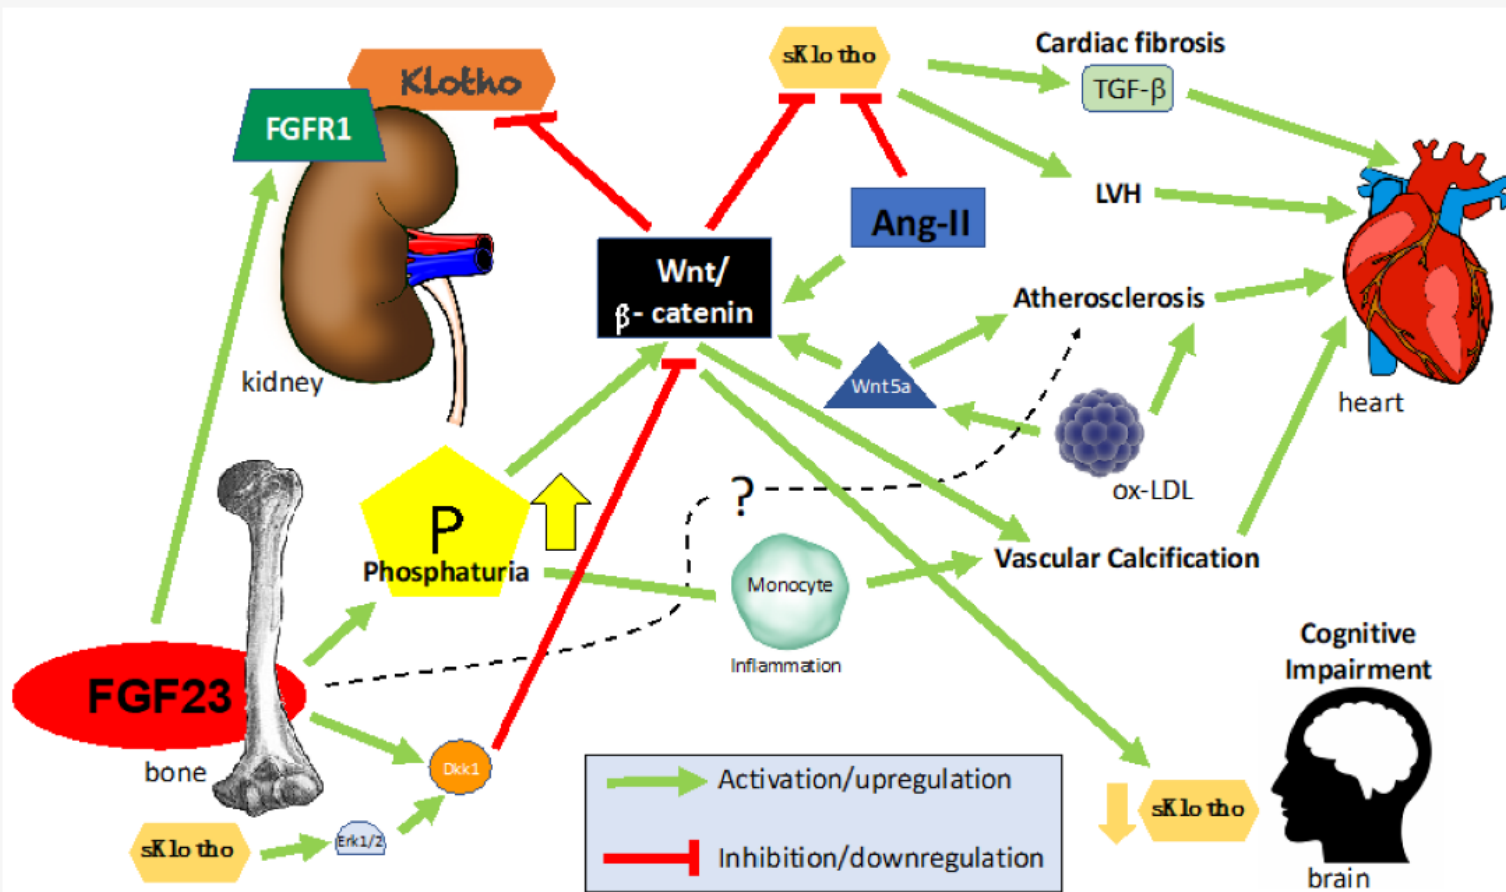 sKlotho
Cardiac fibrosis
TGF-β
Klotho
FGFR1
LVH
Ang-II
Wnt/
β- catenin
Atherosclerosis
kidney
Wnt5a
heart
ox-LDL
?
P
Phosphaturia
Vascular Calcification
Monocyte
Inflammation
Cognitive
Impairment
FGF23
bone
Dkk1
Activation/upregulation
sKlotho
Erk1/2
sKlotho
Inhibition/downregulation
brain